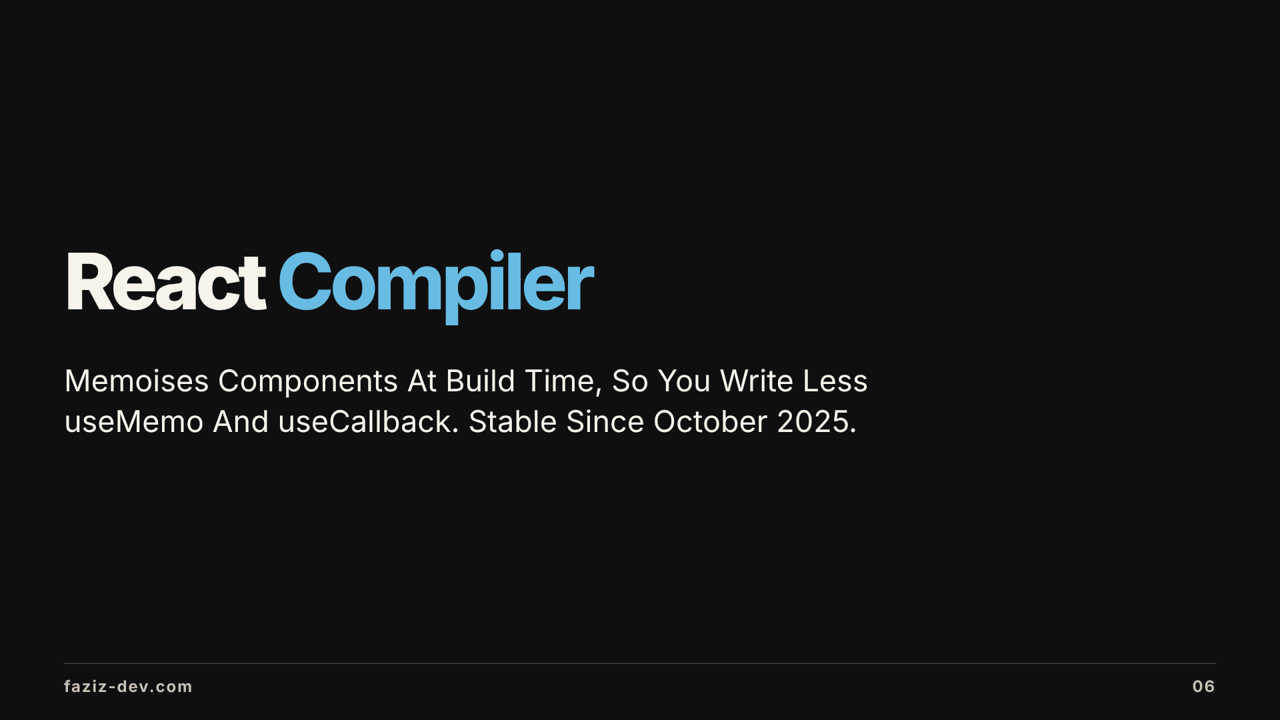 React Compiler
Memoises Components At Build Time, So You Write Less
useMemo And useCallback. Stable Since October 2025.
faziz-dev.com
06